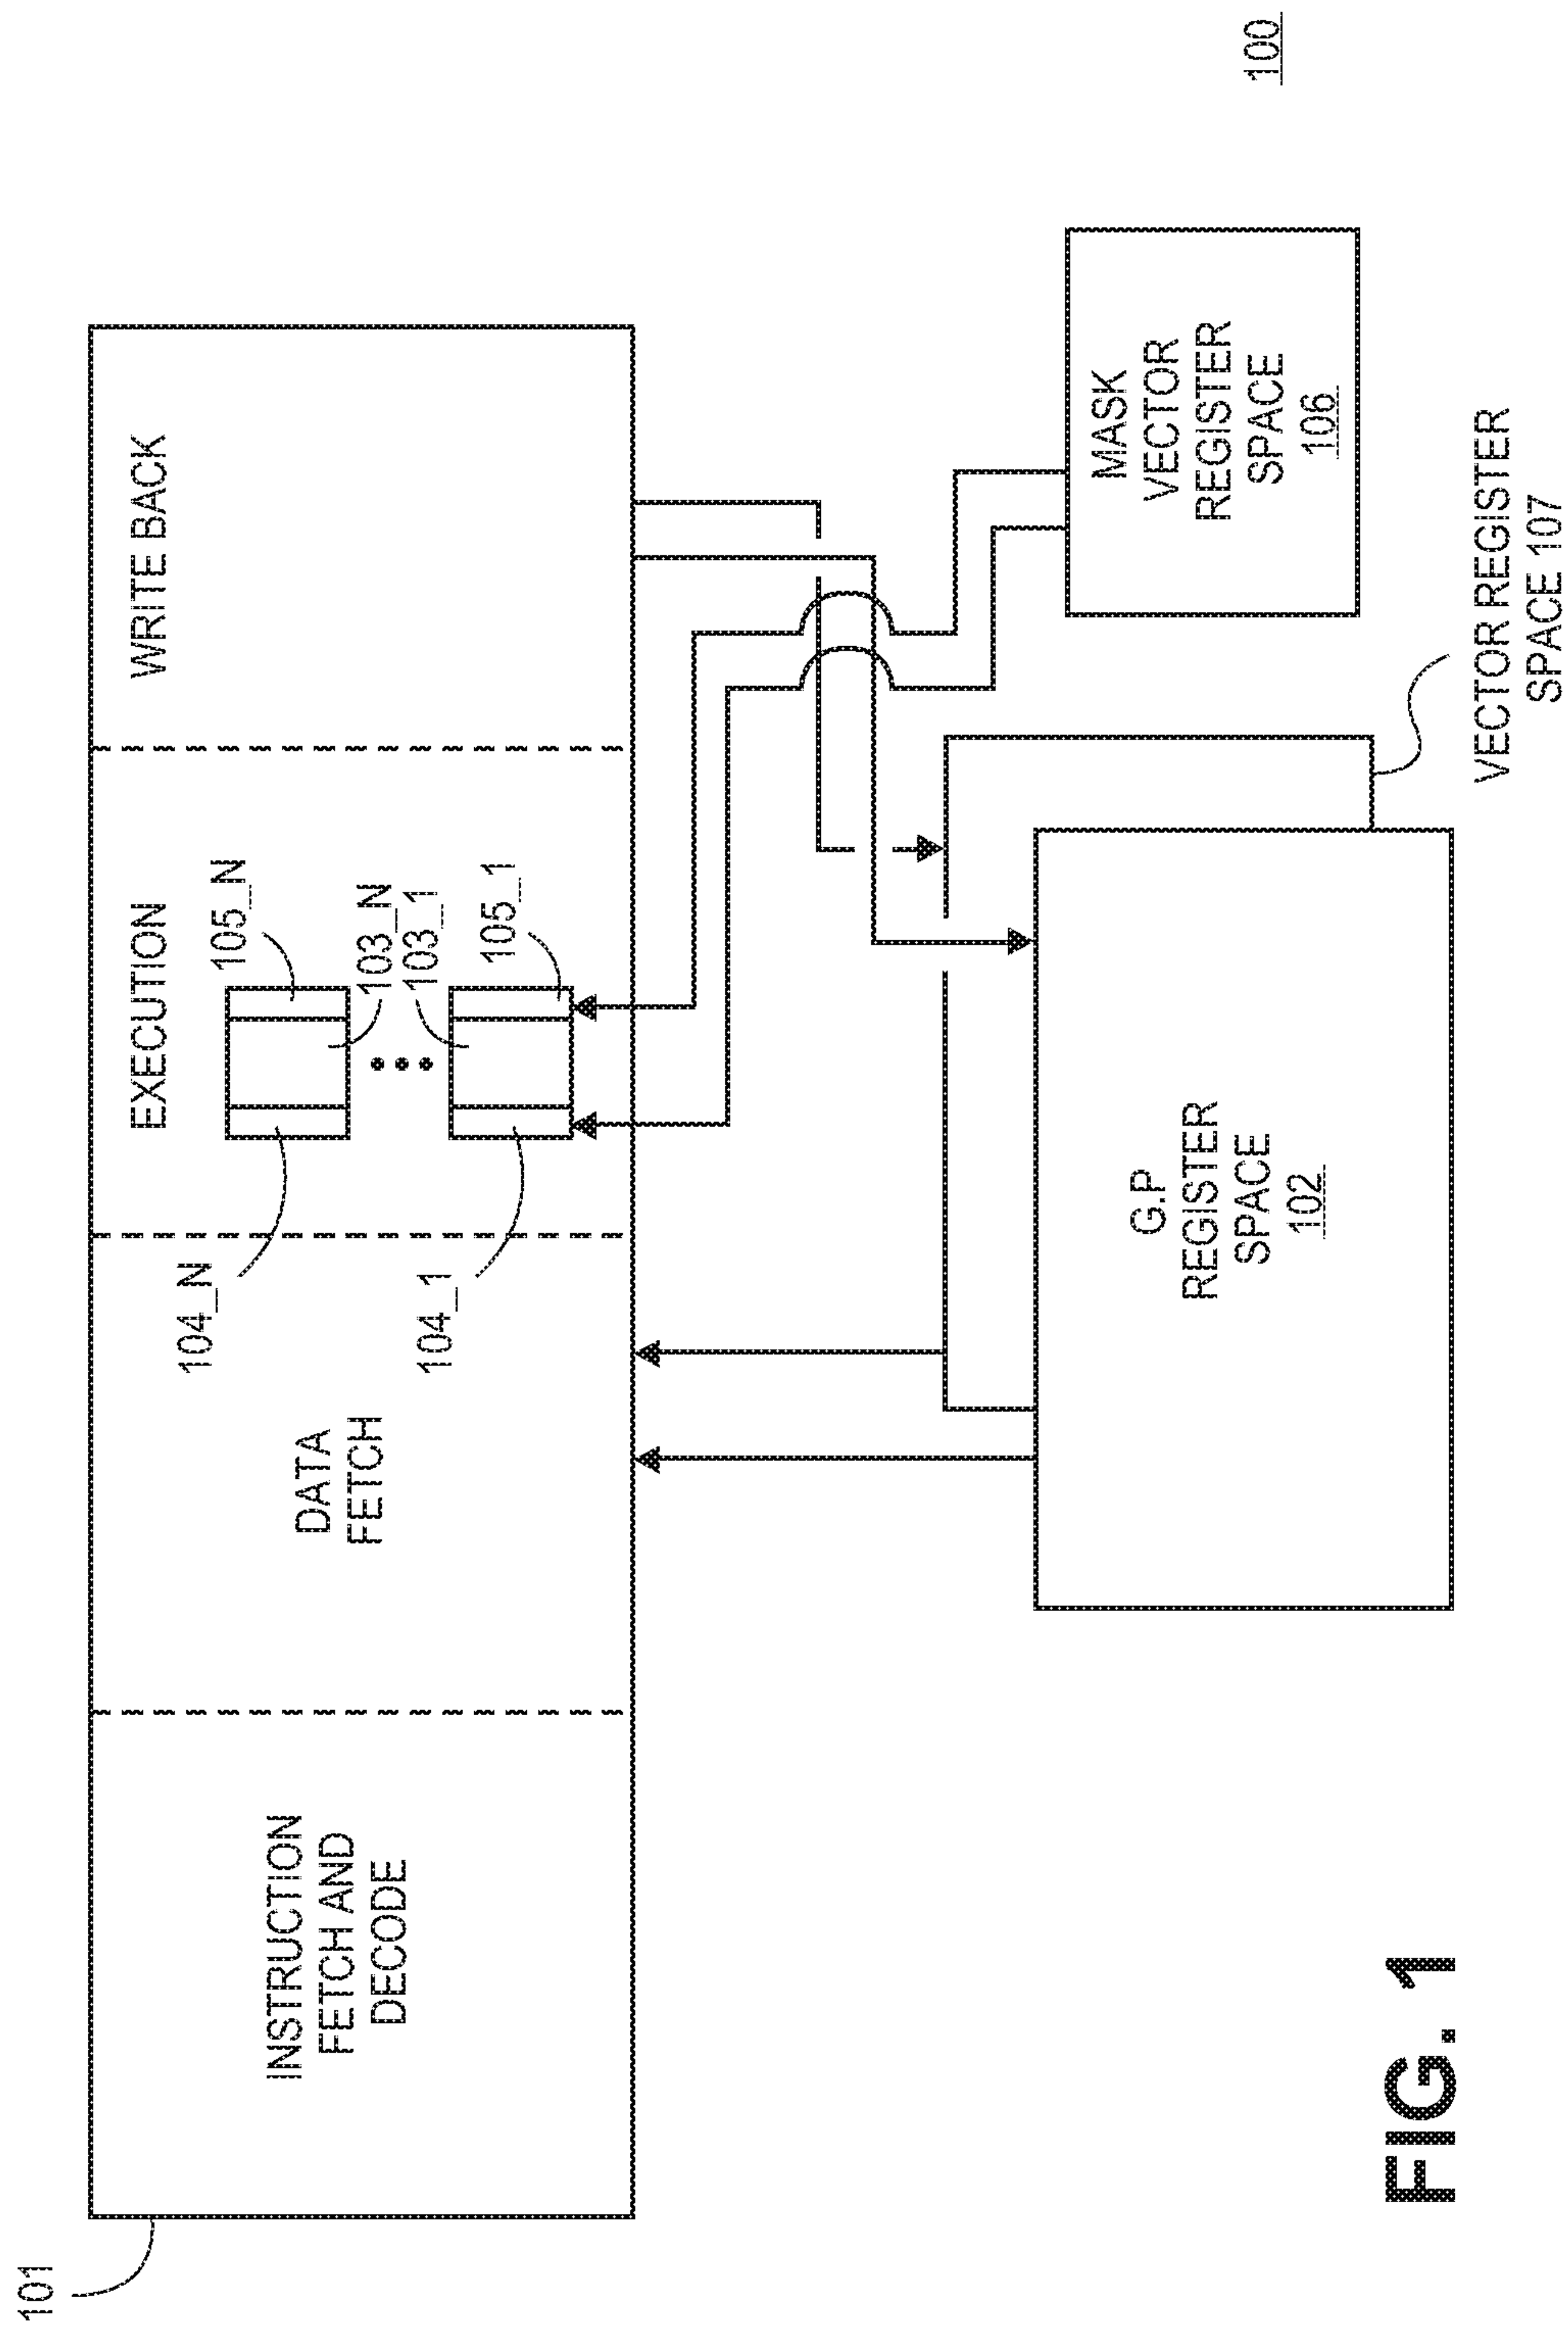 101
INSTRUCTION
FETCH AND
DECODE
DATA
FETCH
EXECUTION
WRITE BACK
104_N
105_N
103_N
103_1
104_1
105_1
G.P
REGISTER
SPACE
102
MASK
VECTOR
REGISTER
SPACE
106
VECTOR REGISTER
SPACE 107
100
FIG. 1